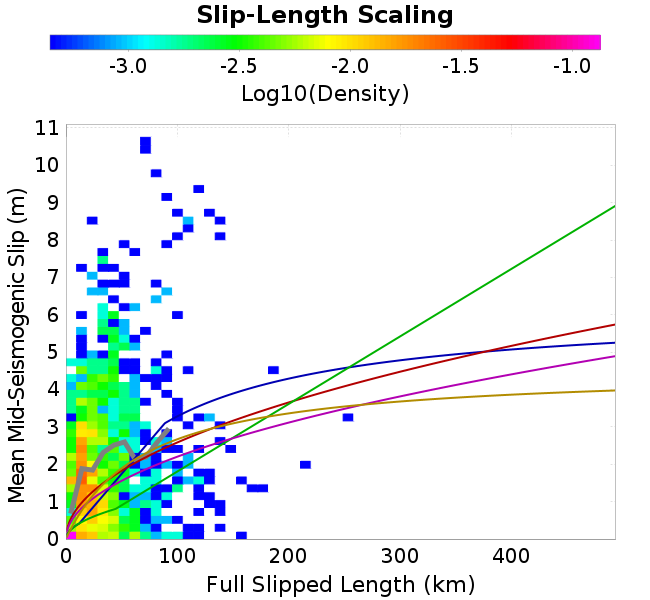 Slip-Length Scaling
-3.0 -2.5 -2.0 -1.5 -1.0
Log10(Density)
11
10
9
8
7
6
5
4
3
2
1
0
Mean Mid-Seismogenic Slip (m)
0 100 200 300 400
Full Slipped Length (km)